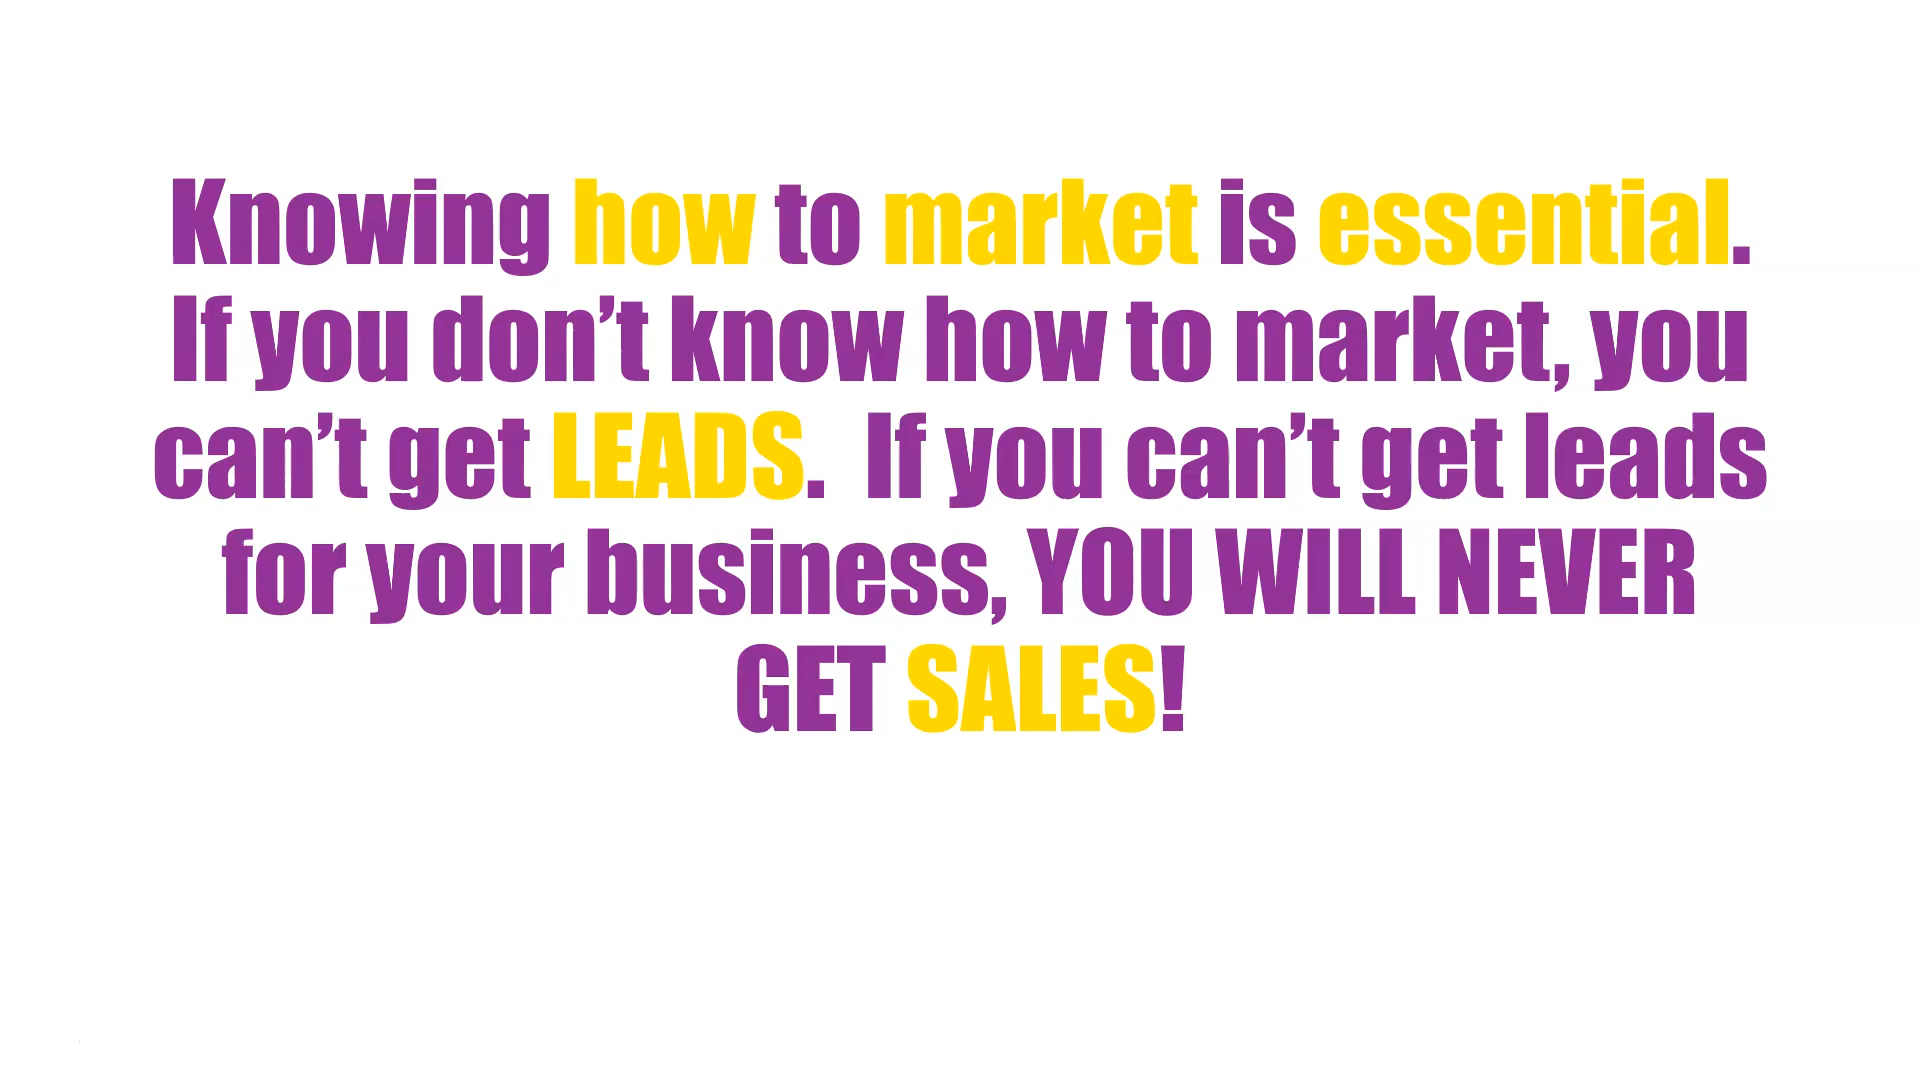 Knowing how to market is essential.
If you don’t know how to market, you
can’t get LEADS.  If you can’t get leads
for your business, YOU WILL NEVER
GET SALES!